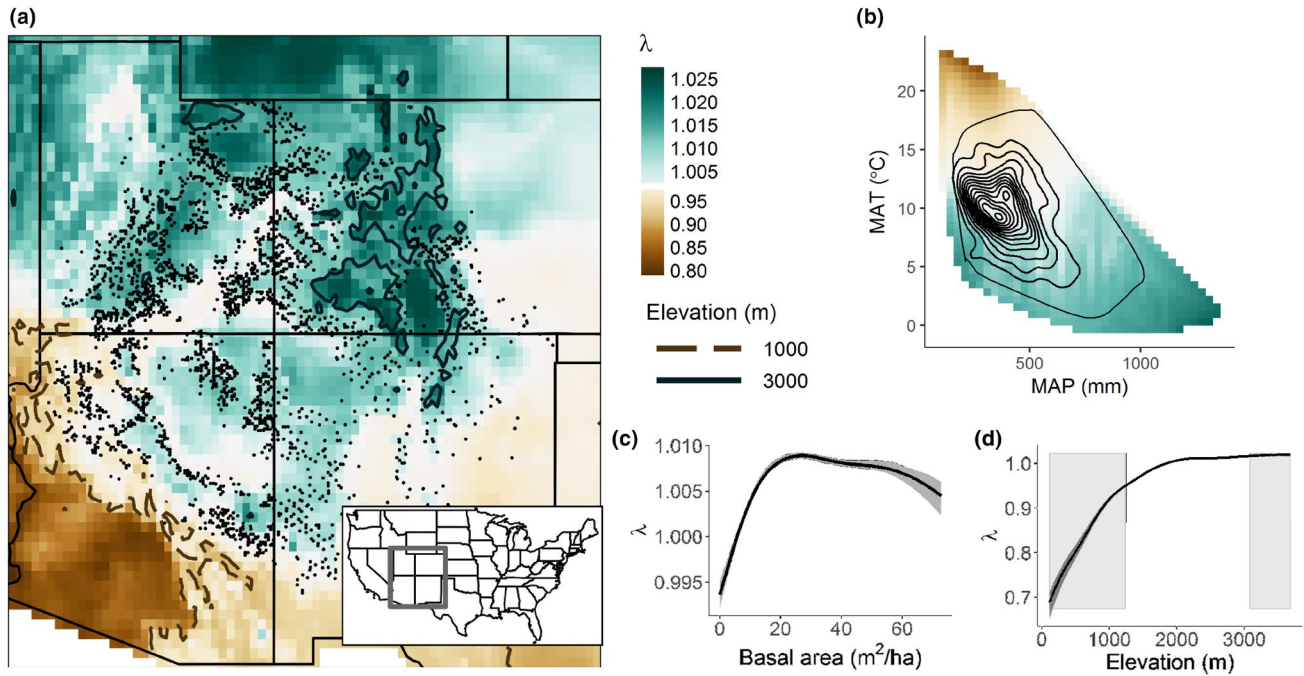 (a)
λ
1.025
1.020
1.015
1.010
1.005
0.95
0.90
0.85
0.80
Elevation (m)
1000
3000
(b)
MAT (°C)
20
15
10
5
0
500
1000
MAP (mm)
(c)
λ
1.010
1.005
1.000
0.995
0
20
40
60
Basal area (m²/ha)
(d)
λ
1.0
0.9
0.8
0.7
0
1000
2000
3000
Elevation (m)